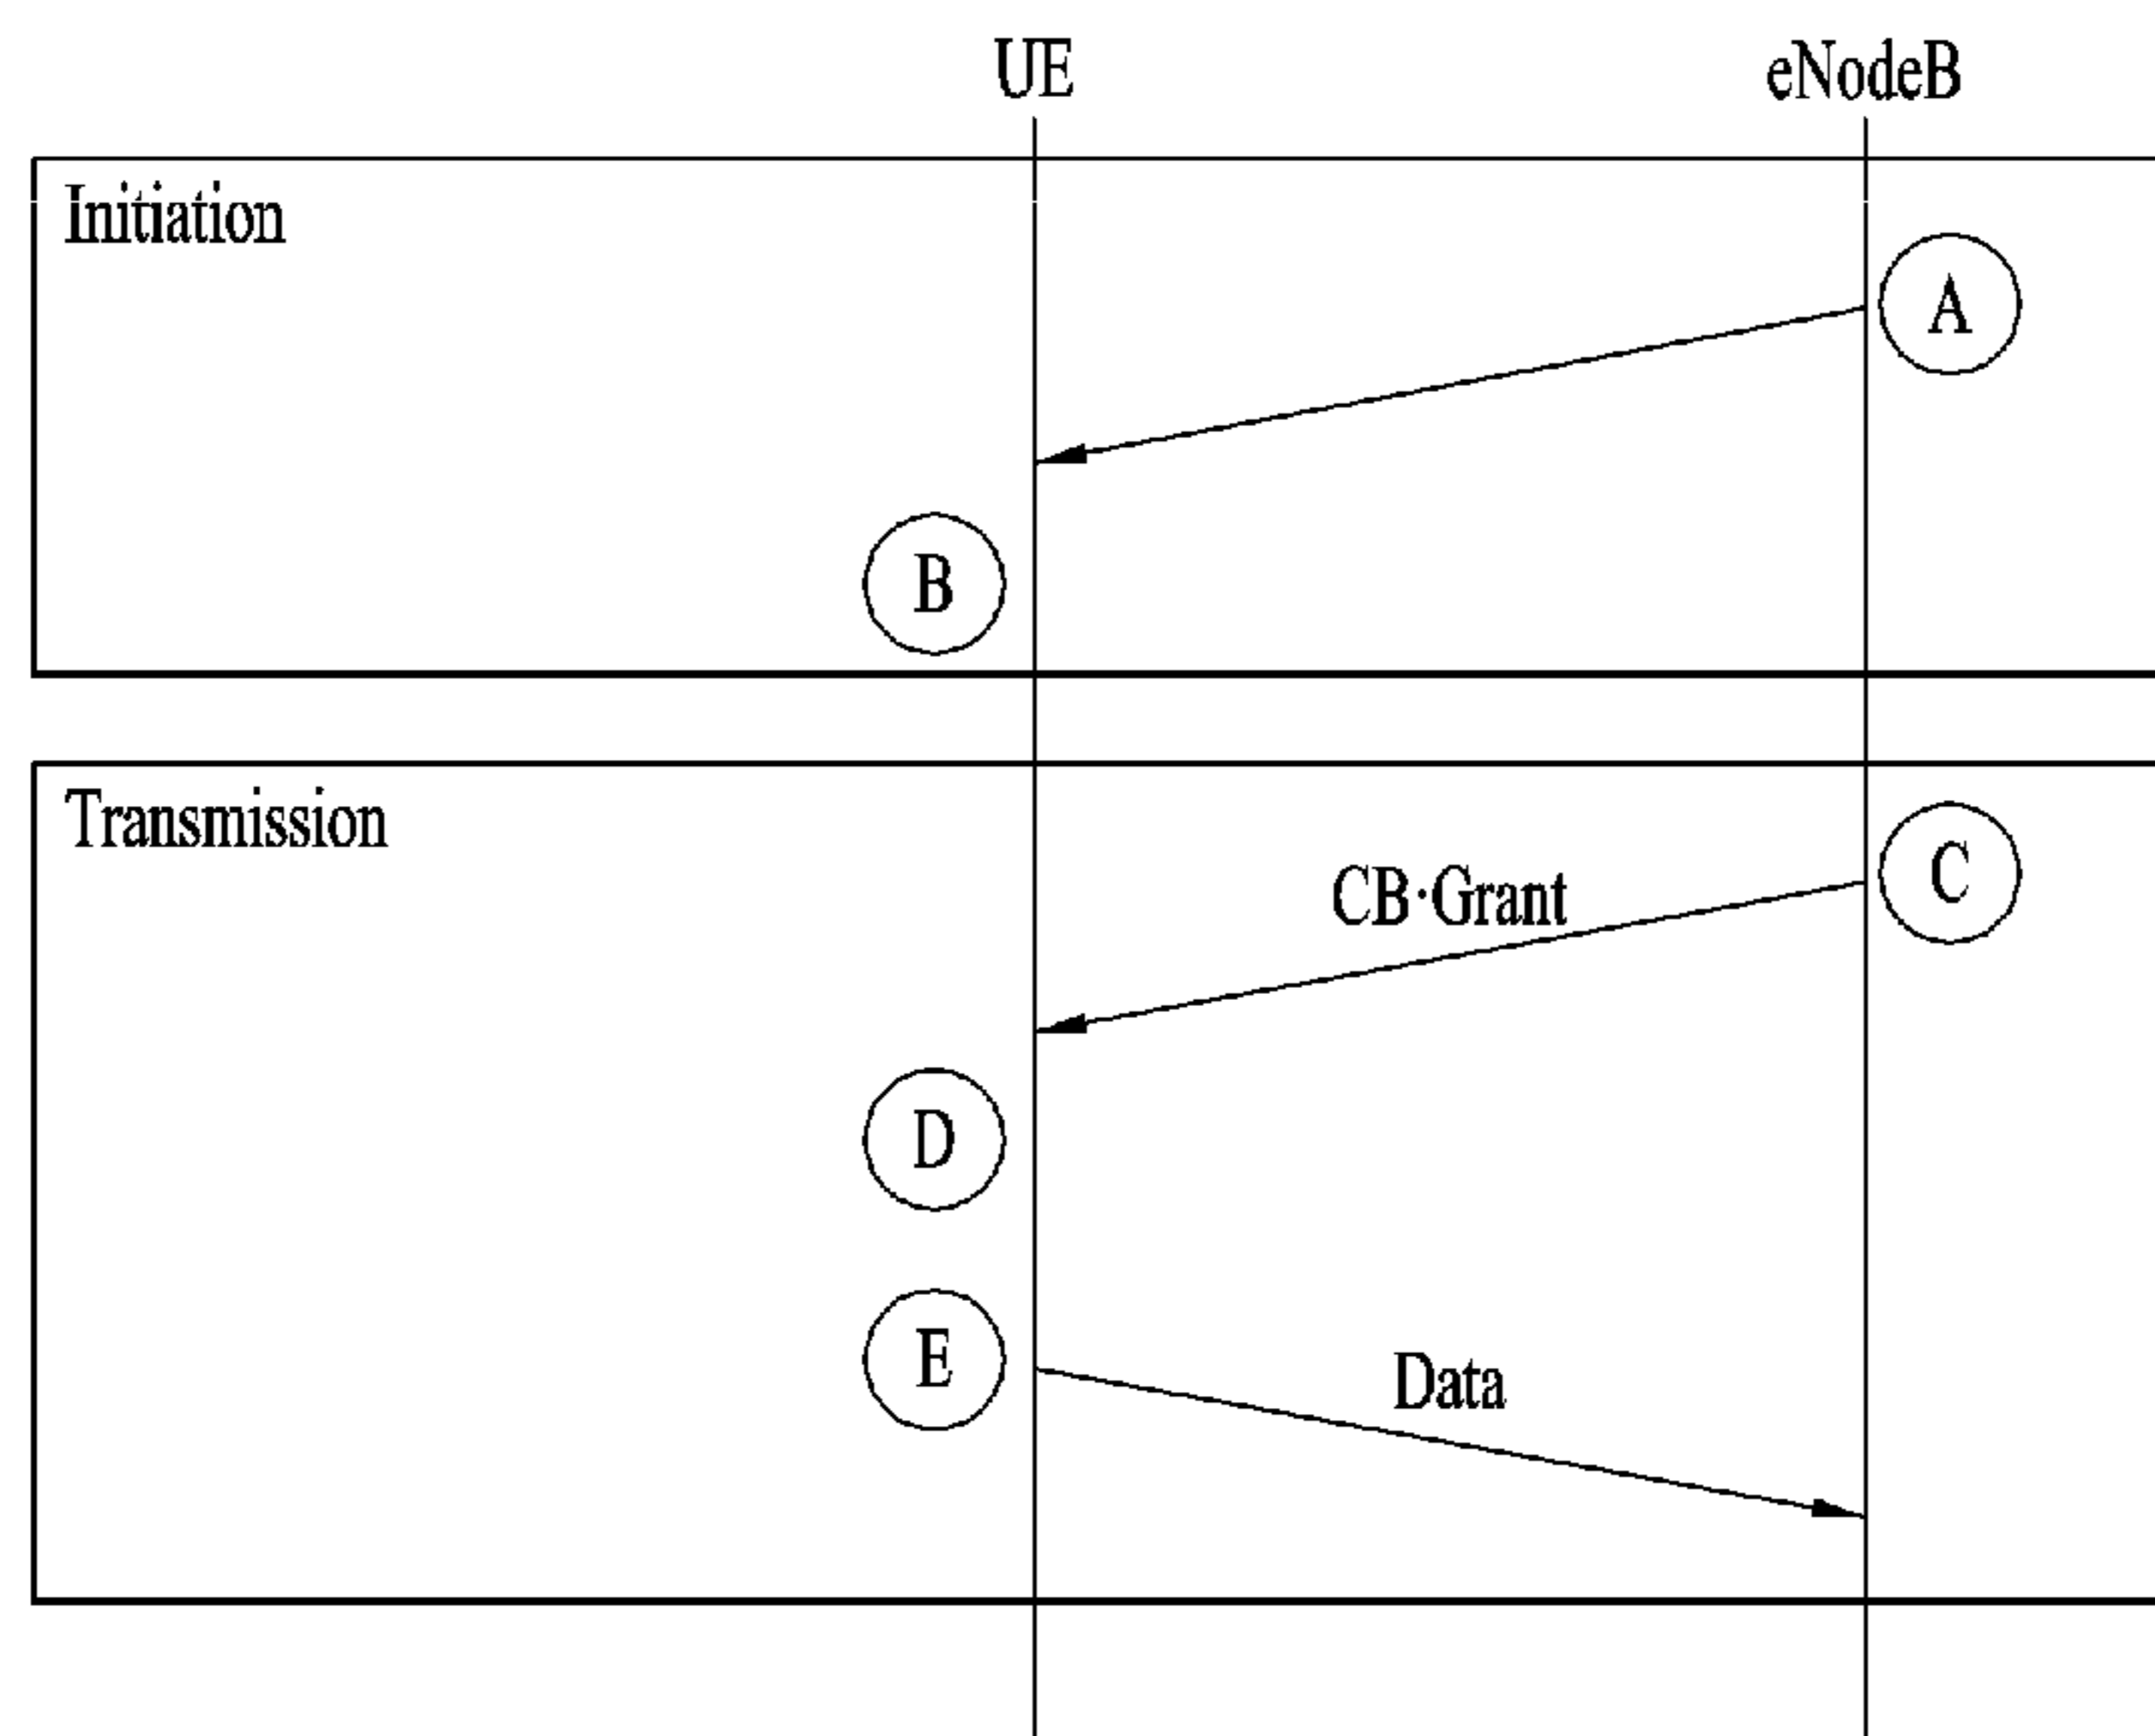 UE eNodeB
Initiation
A
B
Transmission
CB·Grant
C
D
E
Data